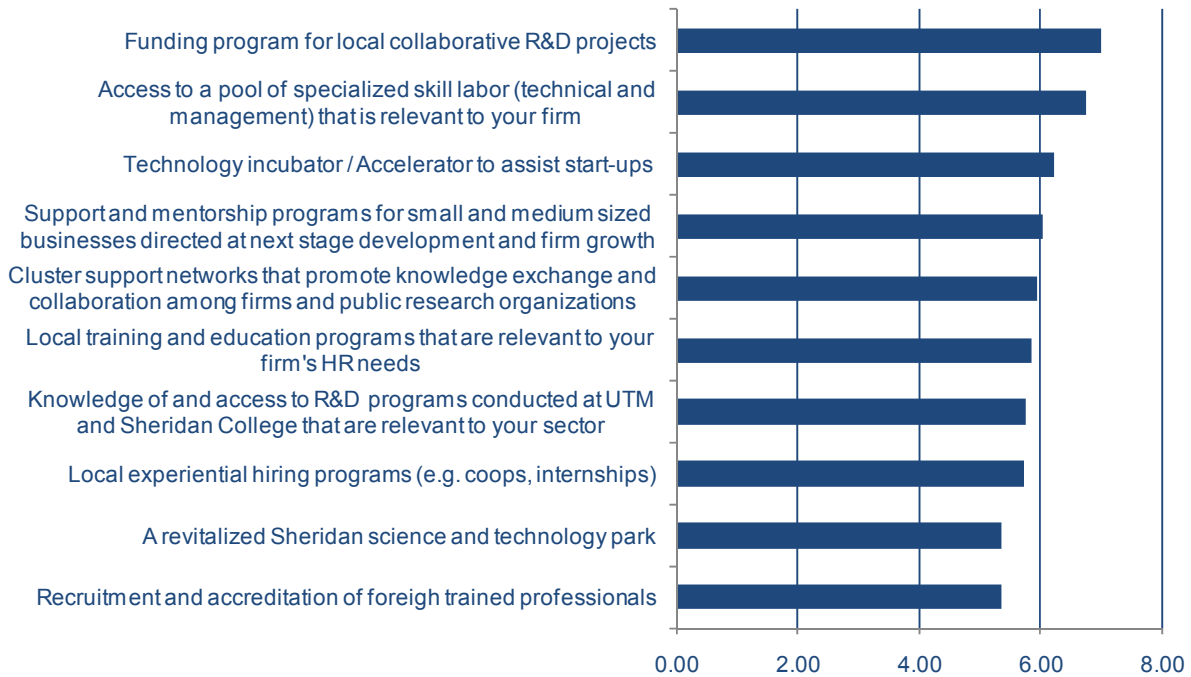 Funding program for local collaborative R&D projects
Access to a pool of specialized skill labor (technical and
management) that is relevant to your firm
Technology incubator / Accelerator to assist start-ups
Support and mentorship programs for small and medium sized
businesses directed at next stage development and firm growth
Cluster support networks that promote knowledge exchange and
collaboration among firms and public research organizations
Local training and education programs that are relevant to your
firm's HR needs
Knowledge of and access to R&D programs conducted at UTM
and Sheridan College that are relevant to your sector
Local experiential hiring programs (e.g. coops, internships)
A revitalized Sheridan science and technology park
Recruitment and accreditation of foreigh trained professionals
0.00 2.00 4.00 6.00 8.00